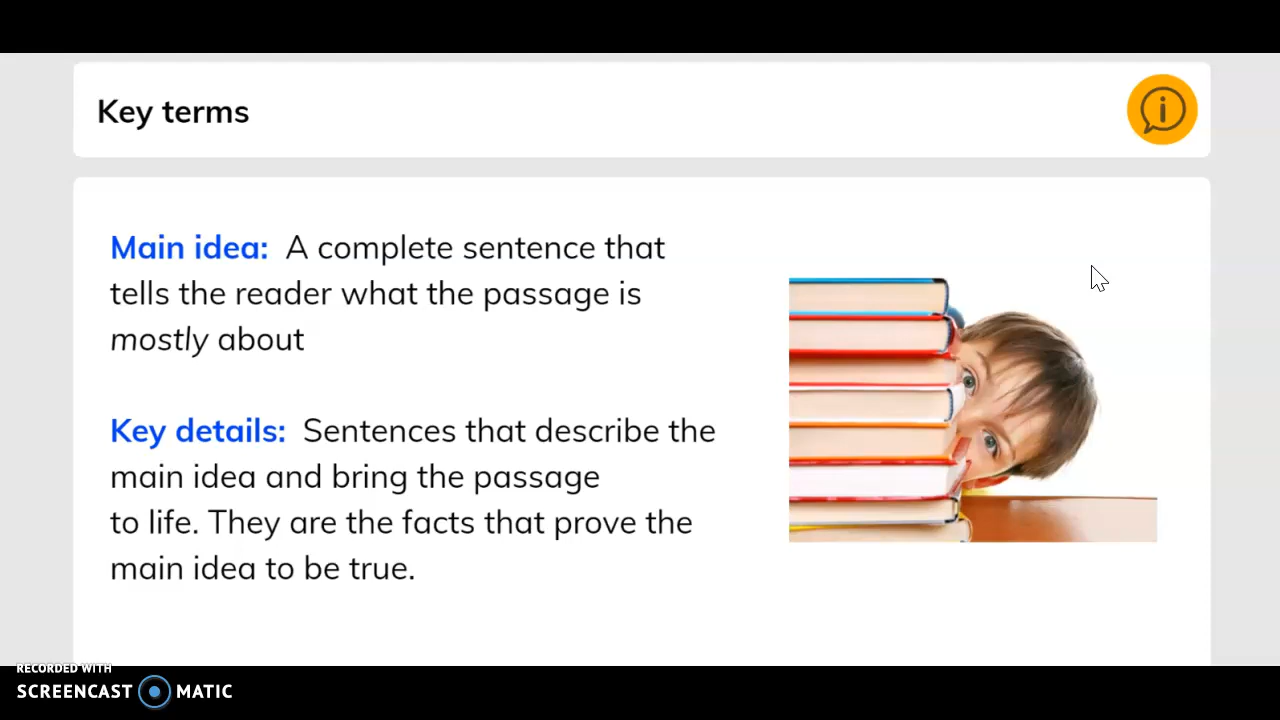 Key terms
Main idea: A complete sentence that
tells the reader what the passage is
mostly about
Key details: Sentences that describe the
main idea and bring the passage
to life. They are the facts that prove the
main idea to be true.
RECORDED WITH
SCREENCAST MATIC